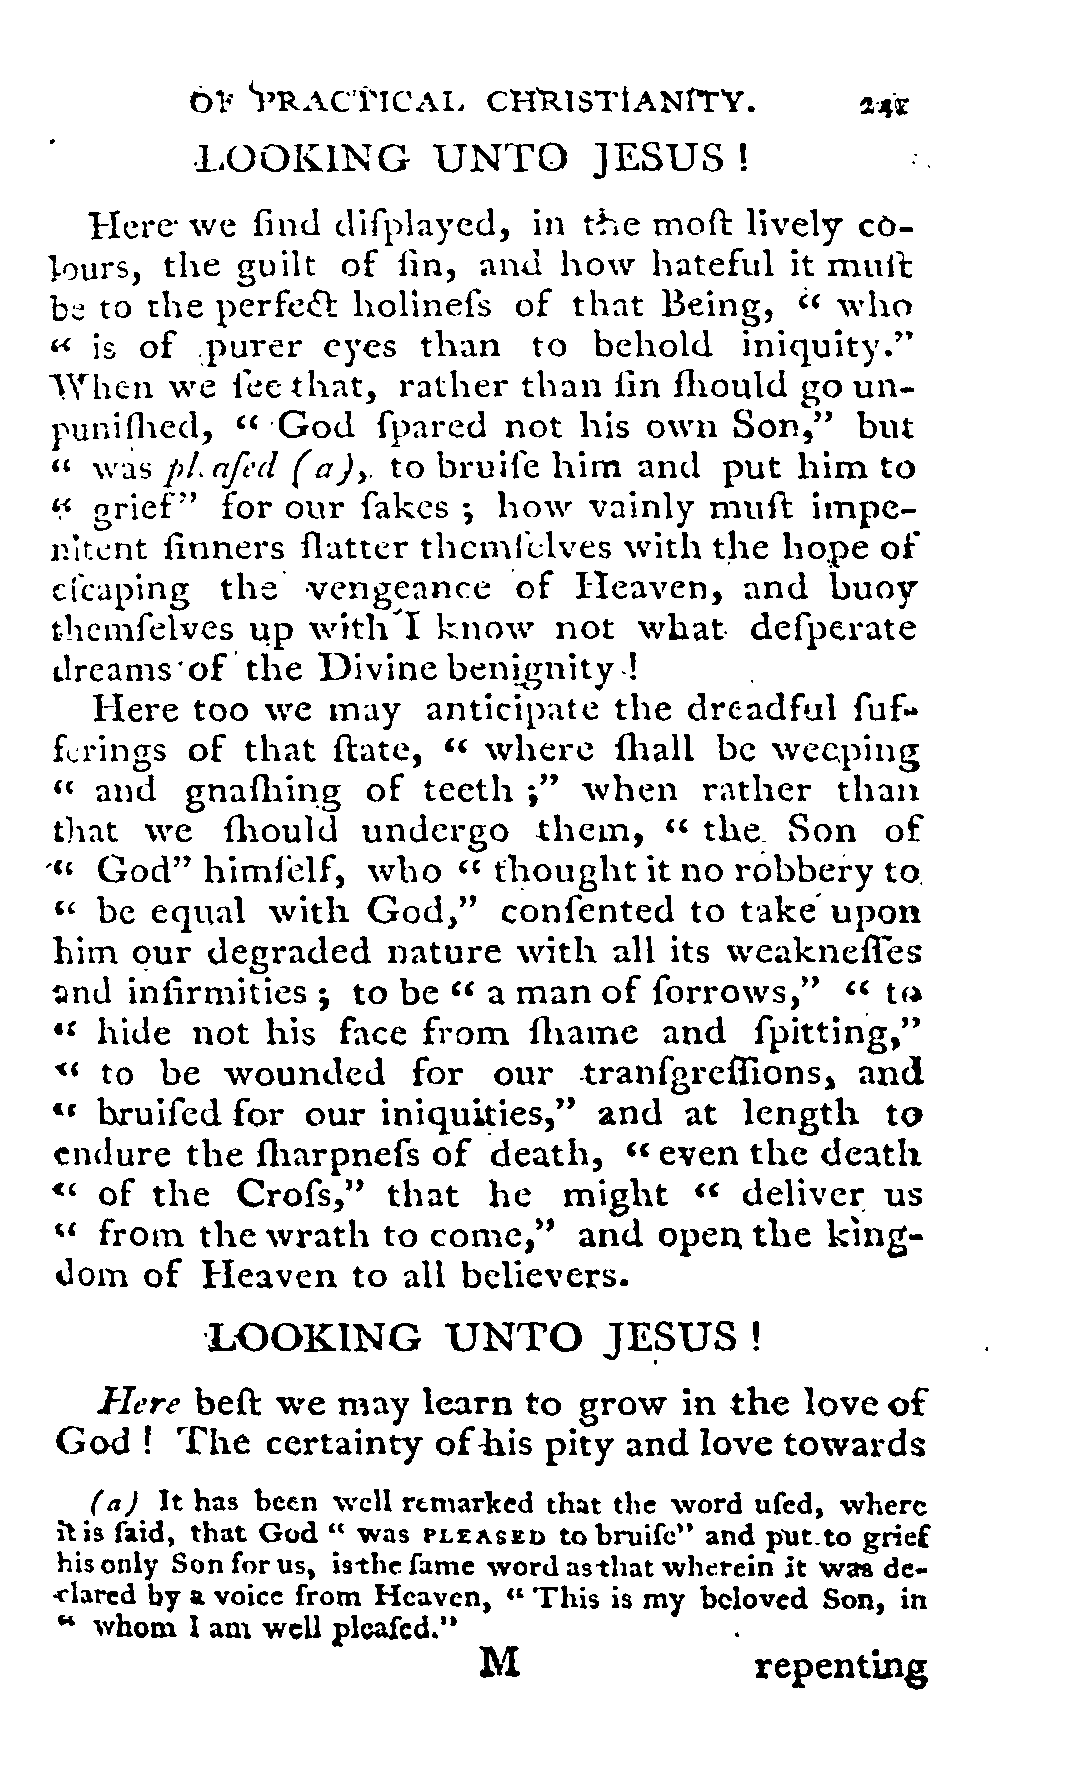 OF PRACTICAL CHRISTIANITY. 241
LOOKING UNTO JESUS !
Here we find diſplayed, in the moſt lively co-
lours, the guilt of ſin, and how hateful it muſt
be to the perfect holineſs of that Being, “ who
“ is of purer eyes than to behold iniquity.”
When we ſee that, rather than ſin ſhould go un-
puniſhed, “ God ſpared not his own Son,” but
“ was pleaſed (a), to bruiſe him and put him to
“ grief” for our ſakes ; how vainly muſt impe-
nitent ſinners flatter themſelves with the hope of
eſcaping the vengeance of Heaven, and buoy
themſelves up with I know not what deſperate
dreams of the Divine benignity !
Here too we may anticipate the dreadful ſuf-
ferings of that ſtate, “ where ſhall be weeping
“ and gnaſhing of teeth ;” when rather than
that we ſhould undergo them, “ the Son of
“ God” himſelf, who “ thought it no robbery to
“ be equal with God,” conſented to take upon
him our degraded nature with all its weakneſſes
and infirmities ; to be “ a man of ſorrows,” “ to
“ hide not his face from ſhame and ſpitting,”
“ to be wounded for our tranſgreſſions, and
“ bruiſed for our iniquities,” and at length to
endure the ſharpneſs of death, “ even the death
“ of the Croſs,” that he might “ deliver us
“ from the wrath to come,” and open the king-
dom of Heaven to all believers.
LOOKING UNTO JESUS !
Here beſt we may learn to grow in the love of
God ! The certainty of his pity and love towards
(a) It has been well remarked that the word uſed, where
it is ſaid, that God “ was PLEASED to bruiſe” and put to grief
his only Son for us, is the ſame word as that wherein it was de-
clared by a voice from Heaven, “ This is my beloved Son, in
“ whom I am well pleaſed.”
M repenting